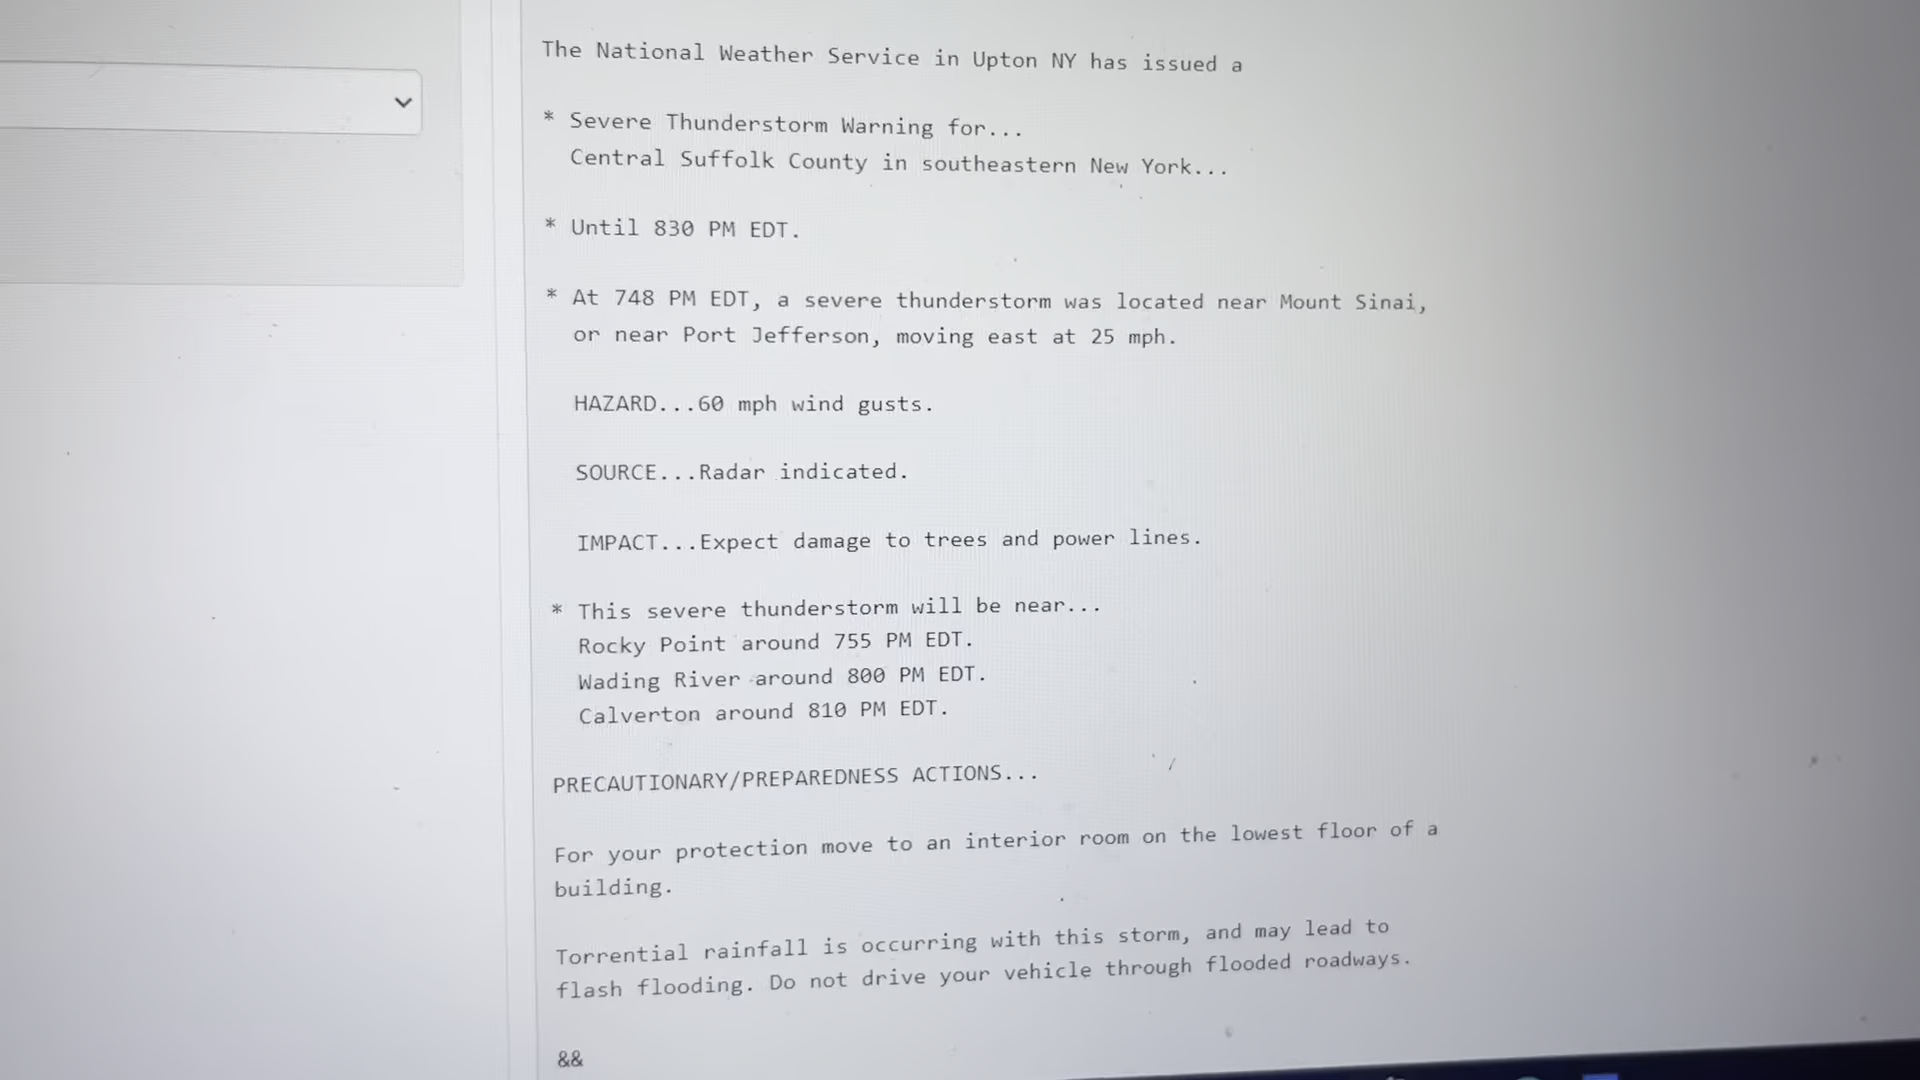 The National Weather Service in Upton NY has issued a
* Severe Thunderstorm Warning for...
Central Suffolk County in southeastern New York...
* Until 830 PM EDT.
* At 748 PM EDT, a severe thunderstorm was located near Mount Sinai,
or near Port Jefferson, moving east at 25 mph.
HAZARD...60 mph wind gusts.
SOURCE...Radar indicated.
IMPACT...Expect damage to trees and power lines.
* This severe thunderstorm will be near...
Rocky Point around 755 PM EDT.
Wading River around 800 PM EDT.
Calverton around 810 PM EDT.
PRECAUTIONARY/PREPAREDNESS ACTIONS...
For your protection move to an interior room on the lowest floor of a
building.
Torrential rainfall is occurring with this storm, and may lead to
flash flooding. Do not drive your vehicle through flooded roadways.
&&